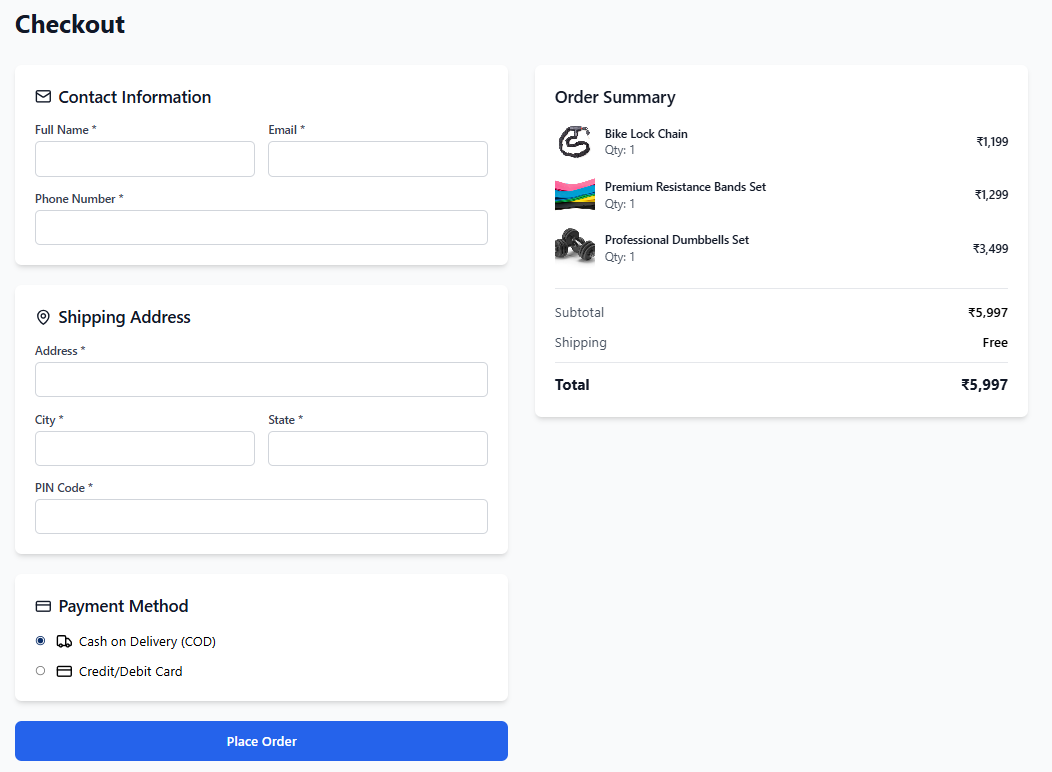 Checkout
Contact Information
Full Name *
Email *
Phone Number *
Shipping Address
Address *
City *
State *
PIN Code *
Payment Method
Cash on Delivery (COD)
Credit/Debit Card
Place Order
Order Summary
Bike Lock Chain
Qty: 1
₹1,199
Premium Resistance Bands Set
Qty: 1
₹1,299
Professional Dumbbells Set
Qty: 1
₹3,499
Subtotal ₹5,997
Shipping Free
Total ₹5,997